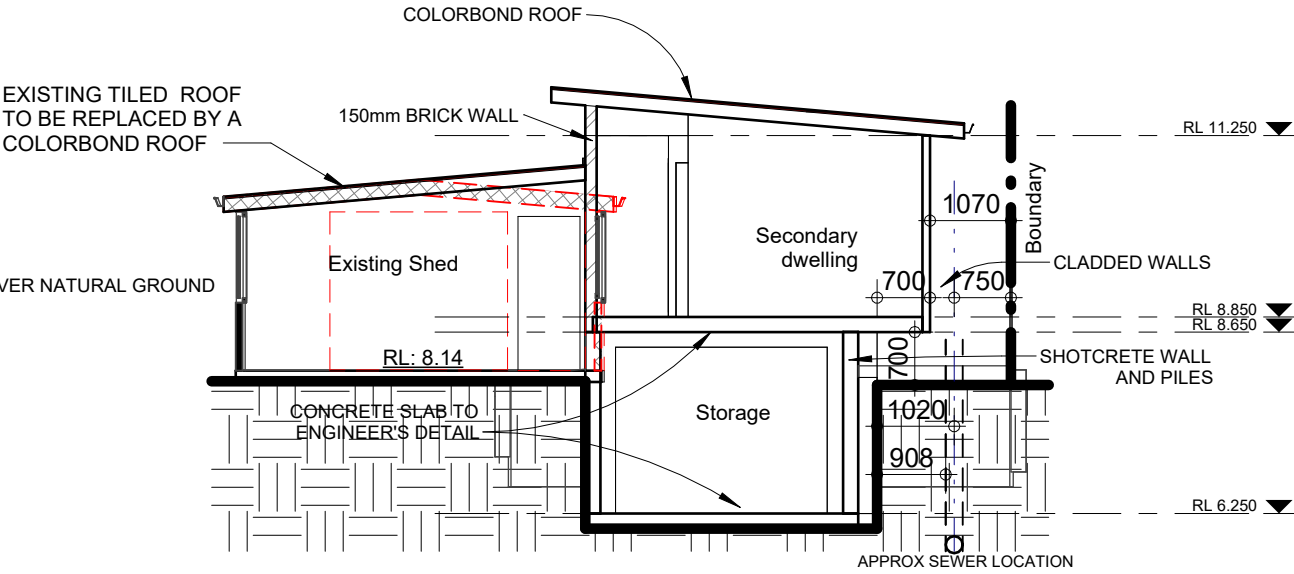 COLORBOND ROOF
EXISTING TILED ROOF
TO BE REPLACED BY A
COLORBOND ROOF
150mm BRICK WALL
RL 11.250
1070
Boundary
Secondary
dwelling
Existing Shed
CLADDED WALLS
VER NATURAL GROUND
700
750
RL 8.850
RL 8.650
RL: 8.14
700
SHOTCRETE WALL
AND PILES
CONCRETE SLAB TO
ENGINEER'S DETAIL
Storage
1020
908
RL 6.250
APPROX SEWER LOCATION